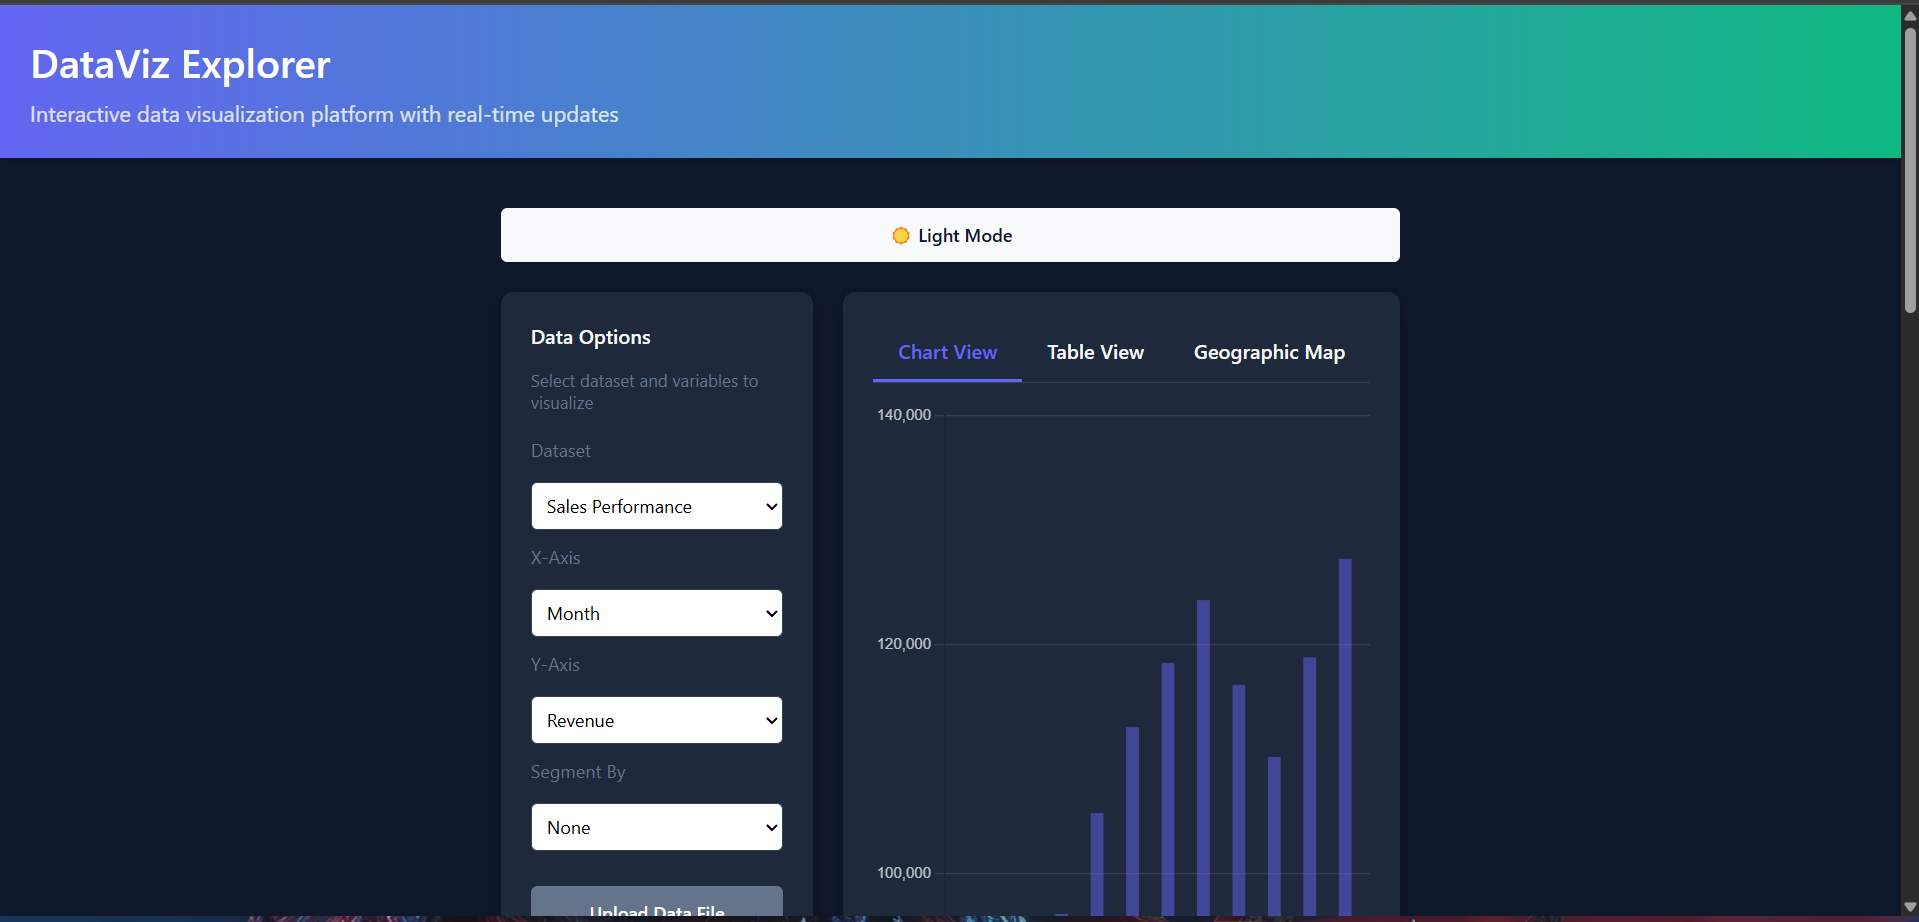 DataViz Explorer
Interactive data visualization platform with real-time updates
Light Mode
Data Options
Select dataset and variables to
visualize
Dataset
Sales Performance
X-Axis
Month
Y-Axis
Revenue
Segment By
None
Upload Data File
Chart View
Table View
Geographic Map
140,000
120,000
100,000